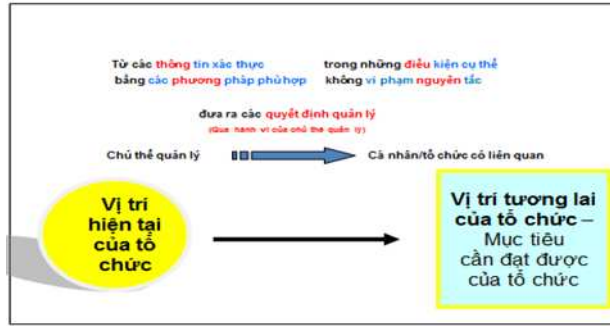 Từ các thông tin xác thực
bằng các phương pháp phù hợp
trong những điều kiện cụ thể
không vi phạm nguyên tắc
đưa ra các quyết định quản lý
(Qua hành vi của chủ thể quản lý)
Chủ thể quản lý
Cá nhân/tổ chức có liên quan
Vị trí
hiện tại
của tổ
chức
Vị trí tương lai
của tổ chức –
Mục tiêu
cần đạt được
của tổ chức